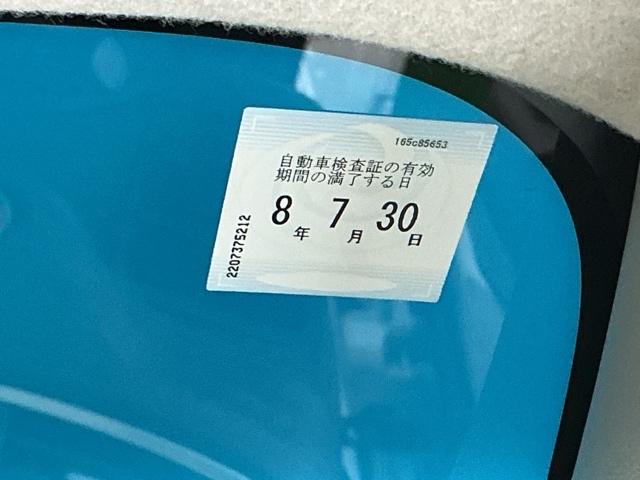 165c85653
自動車検査証の有効
期間の満了する日
8年 7月 30日
2207375212